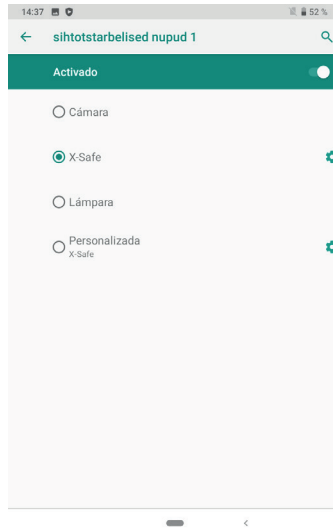 14:37 52 %
sihtotstarbelised nupud 1
Activado
Cámara
X-Safe
Lámpara
Personalizada
X-Safe